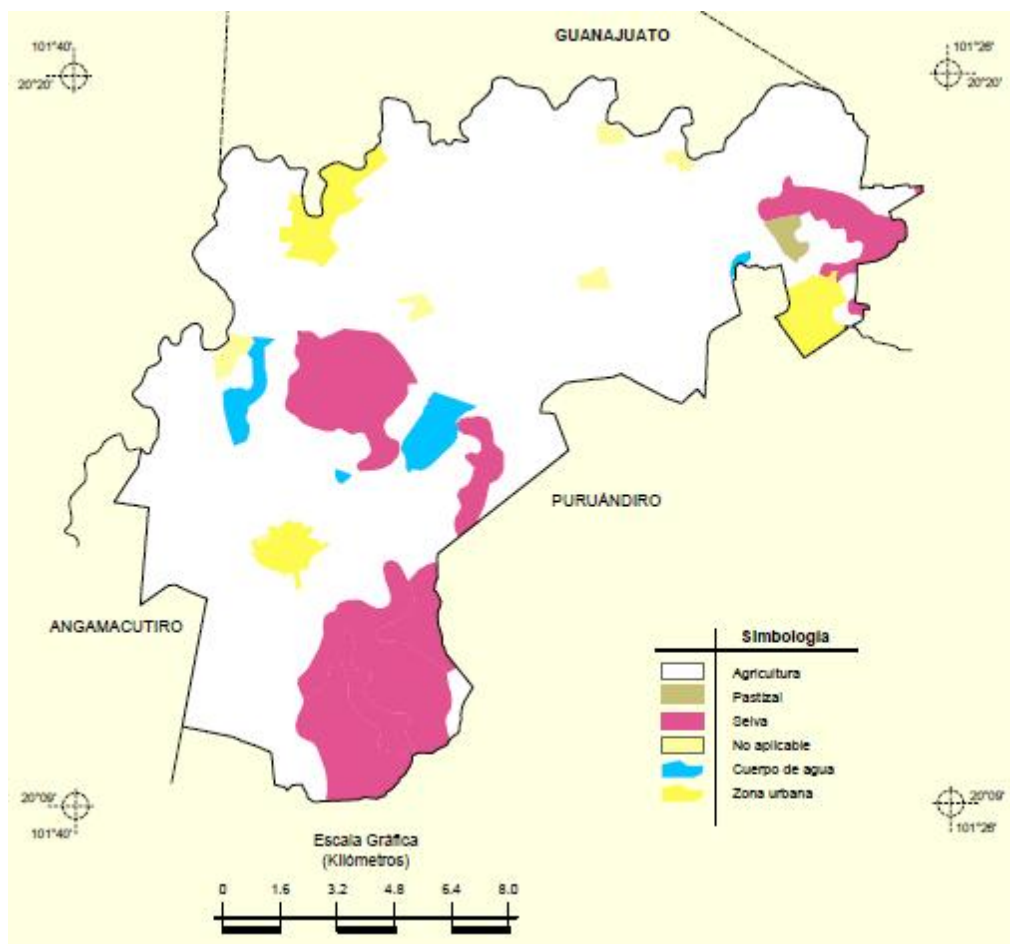 GUANAJUATO
101°40'
20°20'
101°26'
20°20'
PURUÁNDIRO
ANGAMACUTIRO
Simbología
Agricultura
Pastizal
Selva
No aplicable
Cuerpo de agua
Zona urbana
20°09'
101°40'
20°09'
101°26'
Escala Gráfica
(Kilómetros)
0 1.6 3.2 4.8 6.4 8.0